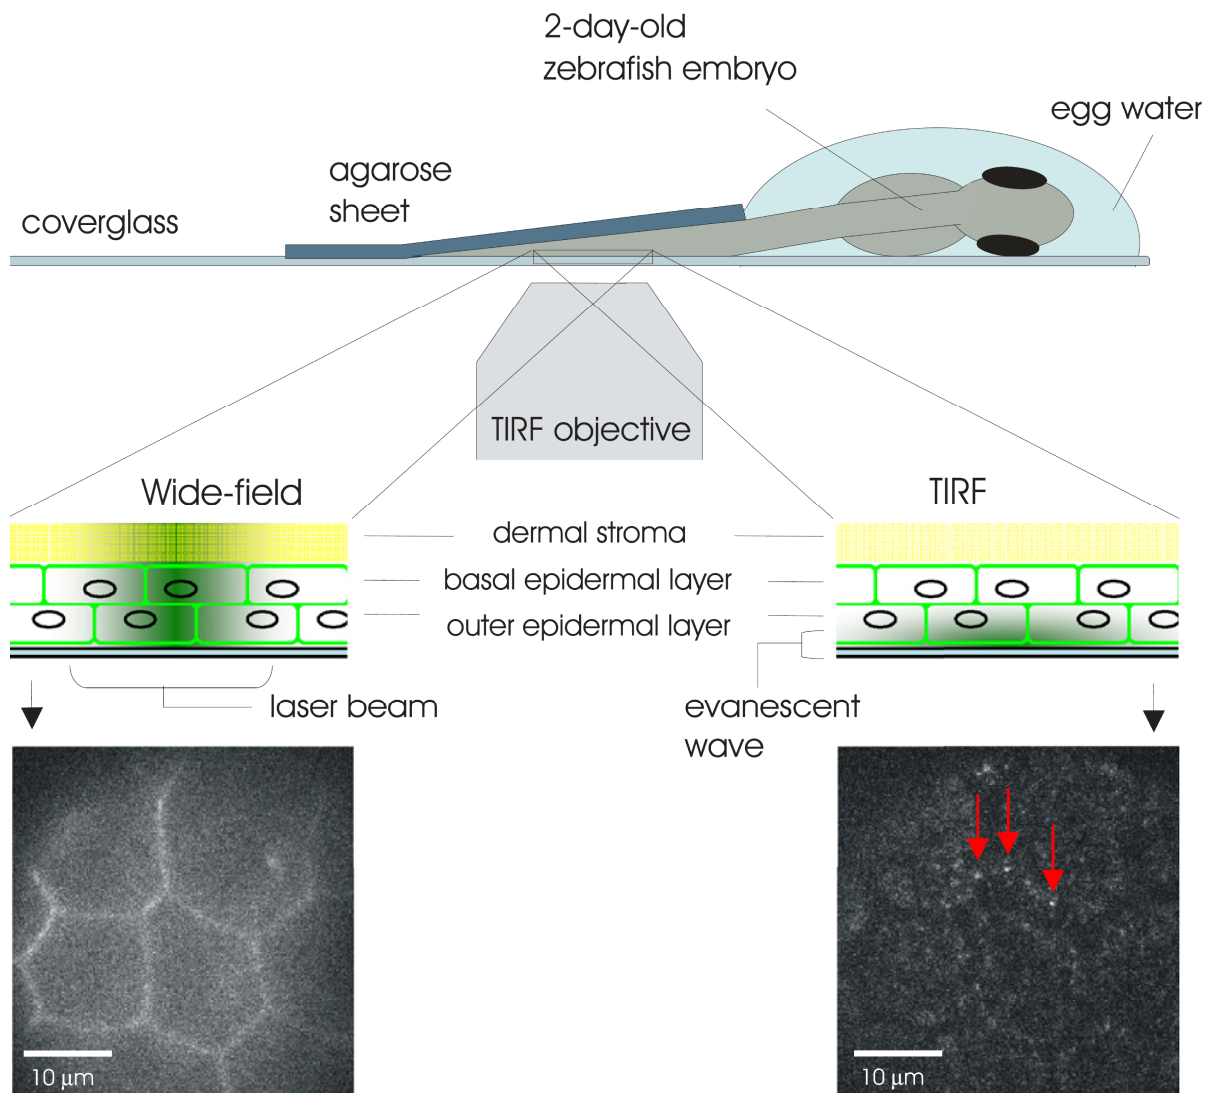 2-day-old
zebrafish embryo
egg water
agarose
sheet
coverglass
TIRF objective
Wide-field
TIRF
dermal stroma
basal epidermal layer
outer epidermal layer
laser beam
evanescent
wave
10 μm
10 μm